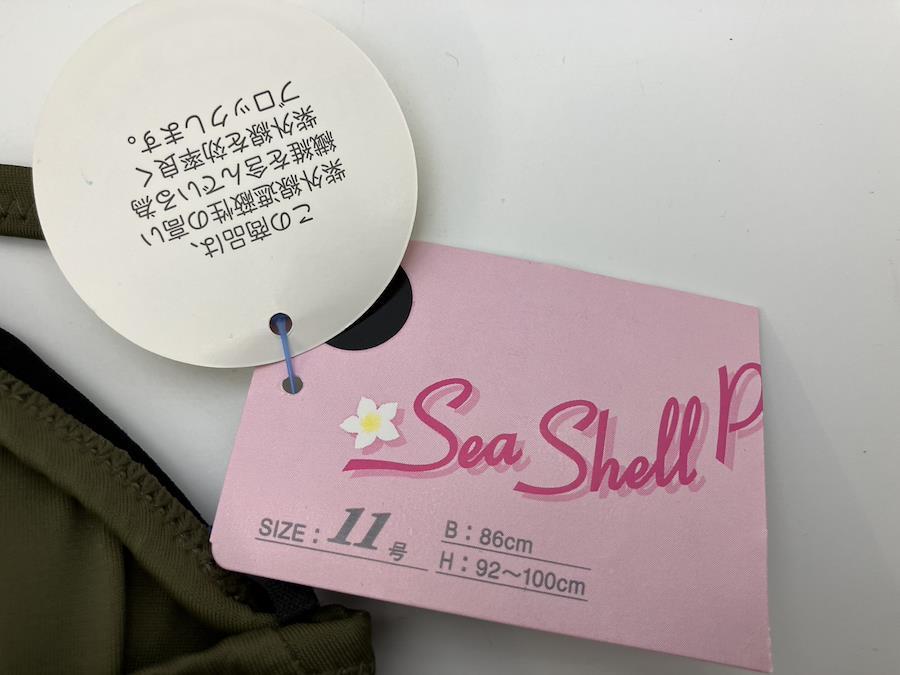 この商品は、
紫外線遮蔽性の高い
繊維を含んでいる為
紫外線を効率良く
ブロックします。
Sea Shell P
SIZE : 11号
B : 86cm
H : 92～100cm